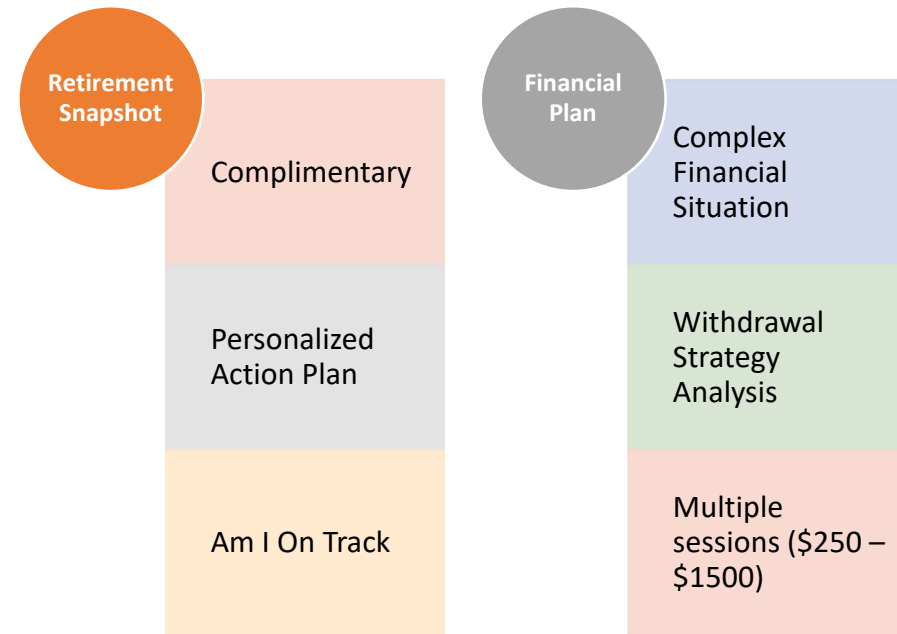 Retirement
Snapshot
Complimentary
Personalized
Action Plan
Am I On Track
Financial
Plan
Complex
Financial
Situation
Withdrawal
Strategy
Analysis
Multiple
sessions ($250 –
$1500)